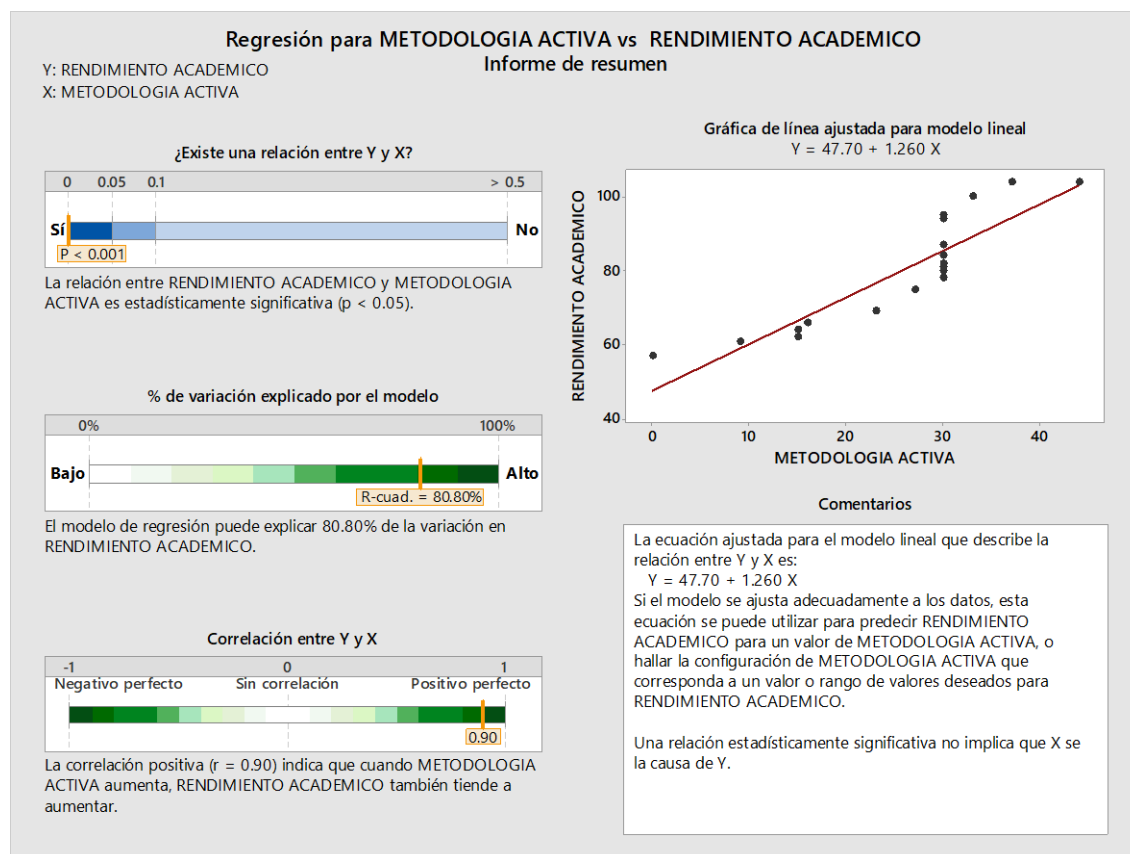 Regresión para METODOLOGIA ACTIVA vs  RENDIMIENTO ACADEMICO
Informe de resumen
Y: RENDIMIENTO ACADEMICO
X: METODOLOGIA ACTIVA
¿Existe una relación entre Y y X?
0 0.05 0.1 > 0.5
Sí No
P < 0.001
La relación entre RENDIMIENTO ACADEMICO y METODOLOGIA
ACTIVA es estadísticamente significativa (p < 0.05).
% de variación explicado por el modelo
0% 100%
Bajo Alto
R-cuad. = 80.80%
El modelo de regresión puede explicar 80.80% de la variación en
RENDIMIENTO ACADEMICO.
Correlación entre Y y X
-1 0 1
Negativo perfecto Sin correlación Positivo perfecto
0.90
La correlación positiva (r = 0.90) indica que cuando METODOLOGIA
ACTIVA aumenta, RENDIMIENTO ACADEMICO también tiende a
aumentar.
Gráfica de línea ajustada para modelo lineal
Y = 47.70 + 1.260 X
RENDIMIENTO ACADEMICO
100
80
60
40
0 10 20 30 40
METODOLOGIA ACTIVA
Comentarios
La ecuación ajustada para el modelo lineal que describe la
relación entre Y y X es:
Y = 47.70 + 1.260 X
Si el modelo se ajusta adecuadamente a los datos, esta
ecuación se puede utilizar para predecir RENDIMIENTO
ACADEMICO para un valor de METODOLOGIA ACTIVA, o
hallar la configuración de METODOLOGIA ACTIVA que
corresponda a un valor o rango de valores deseados para
RENDIMIENTO ACADEMICO.
Una relación estadísticamente significativa no implica que X se
la causa de Y.